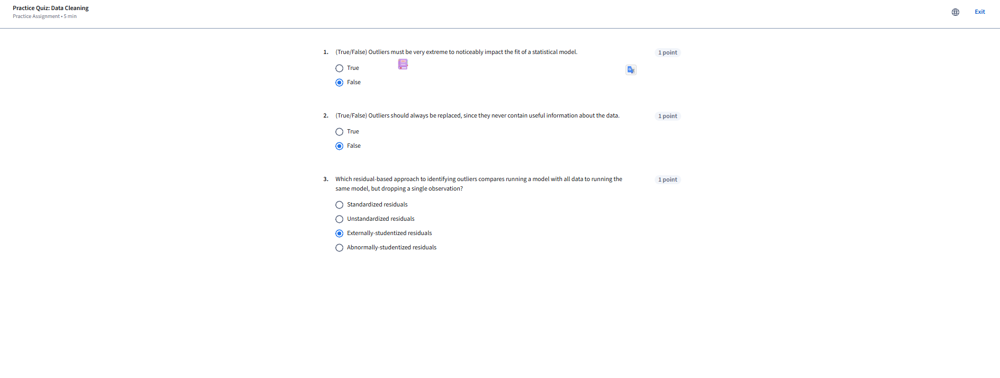 Practice Quiz: Data Cleaning
Practice Assignment • 5 min
Exit
1. (True/False) Outliers must be very extreme to noticeably impact the fit of a statistical model.
1 point
True
False
2. (True/False) Outliers should always be replaced, since they never contain useful information about the data.
1 point
True
False
3. Which residual-based approach to identifying outliers compares running a model with all data to running the
same model, but dropping a single observation?
1 point
Standardized residuals
Unstandardized residuals
Externally-studentized residuals
Abnormally-studentized residuals